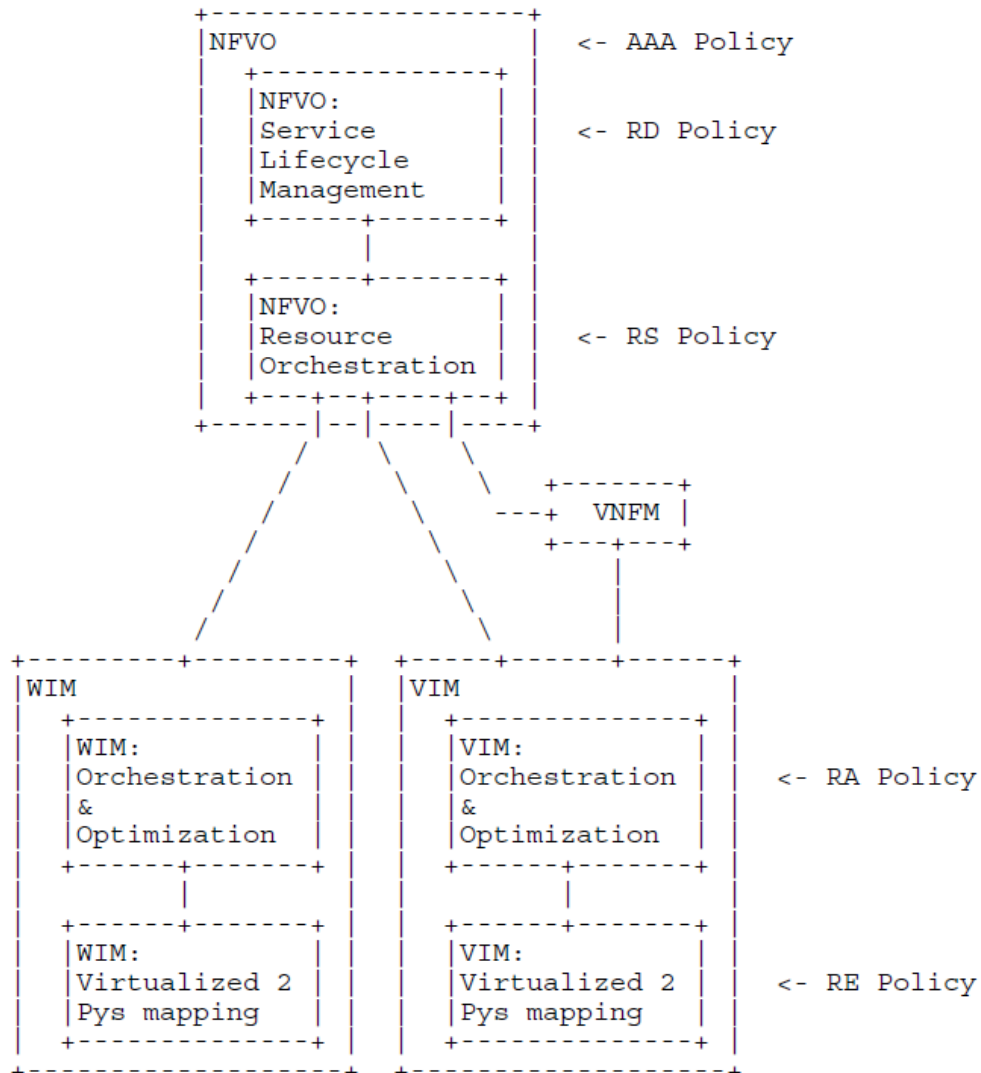 NFVO <- AAA Policy
NFVO:
Service <- RD Policy
Lifecycle
Management
NFVO:
Resource <- RS Policy
Orchestration
VNFM
WIM VIM
WIM: VIM:
Orchestration Orchestration <- RA Policy
& &
Optimization Optimization
WIM: VIM:
Virtualized 2 Virtualized 2 <- RE Policy
Pys mapping Pys mapping